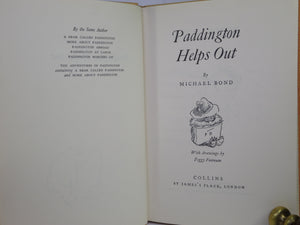 By the Same Author
A BEAR CALLED PADDINGTON
MORE ABOUT PADDINGTON
PADDINGTON ABROAD
PADDINGTON AT LARGE
PADDINGTON MARCHES ON
THE ADVENTURES OF PADDINGTON
containing A BEAR CALLED PADDINGTON
and MORE ABOUT PADDINGTON
Paddington
Helps Out
By
MICHAEL BOND
With drawings by
Peggy Fortnum
COLLINS
ST JAMES'S PLACE, LONDON